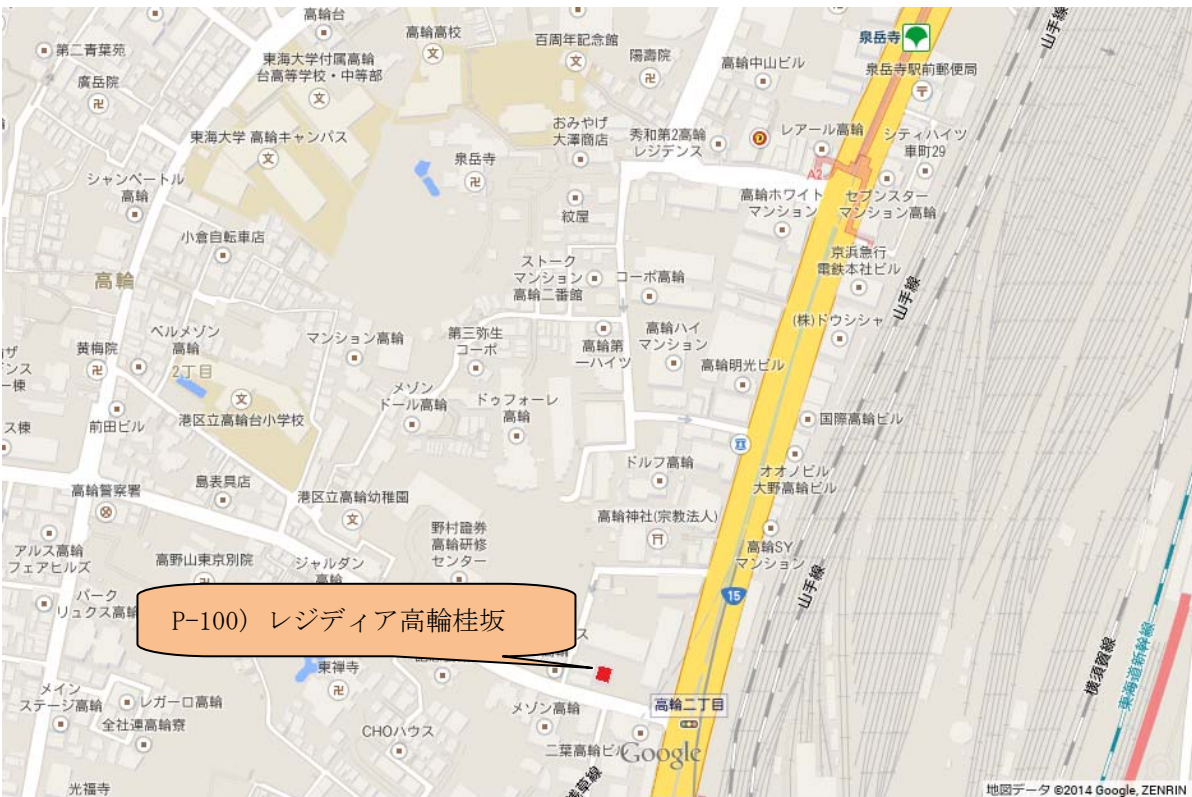 高輪台
高輪高校
百周年記念館
泉岳寺
山手線
第二青葉苑
東海大学付属高輪
台高等学校・中等部
陽壽院
高輪中山ビル
泉岳寺駅前郵便局
廣岳院
おみやげ
大澤商店
秀和第2高輪
レジデンス
レアール高輪
シティハイツ
車町29
東海大学 高輪キャンパス
泉岳寺
A2
シャンベートル
高輪
高輪ホワイト
マンション
セブンスター
マンション高輪
紋屋
小倉自転車店
京浜急行
電鉄本社ビル
ストーク
マンション
高輪二番館
コーポ高輪
高輪
山手線
(株)ドウシシャ
ベルメゾン
高輪
マンション高輪
第三弥生
コーポ
高輪第
一ハイツ
高輪ハイ
マンション
黄梅院
2丁目
高輪明光ビル
ンス
一棟
メゾン
ドール高輪
ドゥフォーレ
高輪
港区立高輪台小学校
前田ビル
ス棟
国際高輪ビル
ドルフ高輪
オオノビル
大野高輪ビル
高輪警察署
島表具店
港区立高輪幼稚園
高輪神社(宗教法人)
野村證券
高輪研修
センター
アルス高輪
フェアヒルズ
高野山東京別院
ジャルダン
高輪
高輪SY
マンション
山手線
15
パーク
リュクス高輪
P-100) レジディア高輪桂坂
ス
東禅寺
横須賀線
東海道新幹線
メイン
ステージ高輪
レガーロ高輪
メゾン高輪
高輪二丁目
全社連高輪寮
CHOハウス
二葉高輪ビル
Google
浅草線
光福寺
地図データ ©2014 Google, ZENRIN